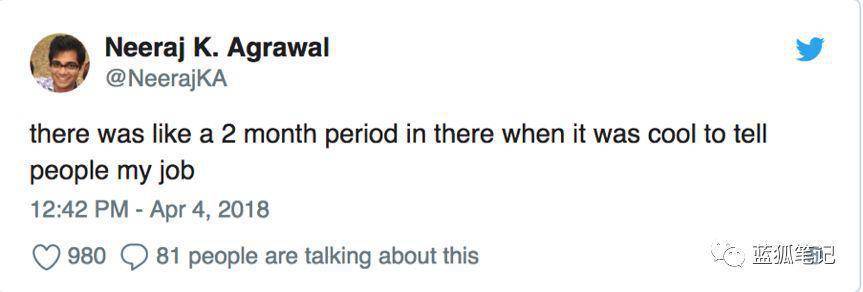 Neeraj K. Agrawal
@NeerajKA
there was like a 2 month period in there when it was cool to tell
people my job
12:42 PM - Apr 4, 2018
980 81 people are talking about this
蓝狐笔记